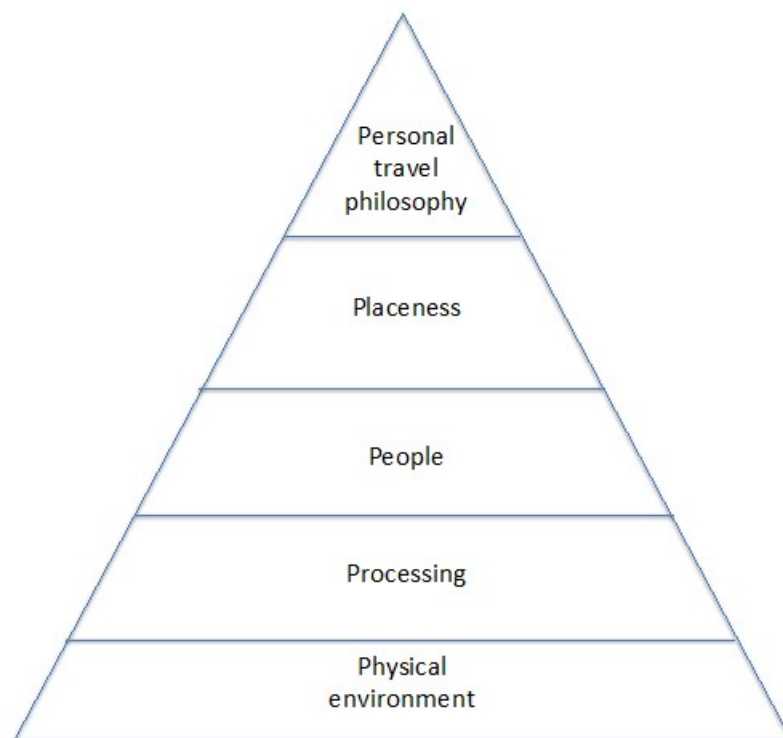 Personal
travel
philosophy
Placeness
People
Processing
Physical
environment